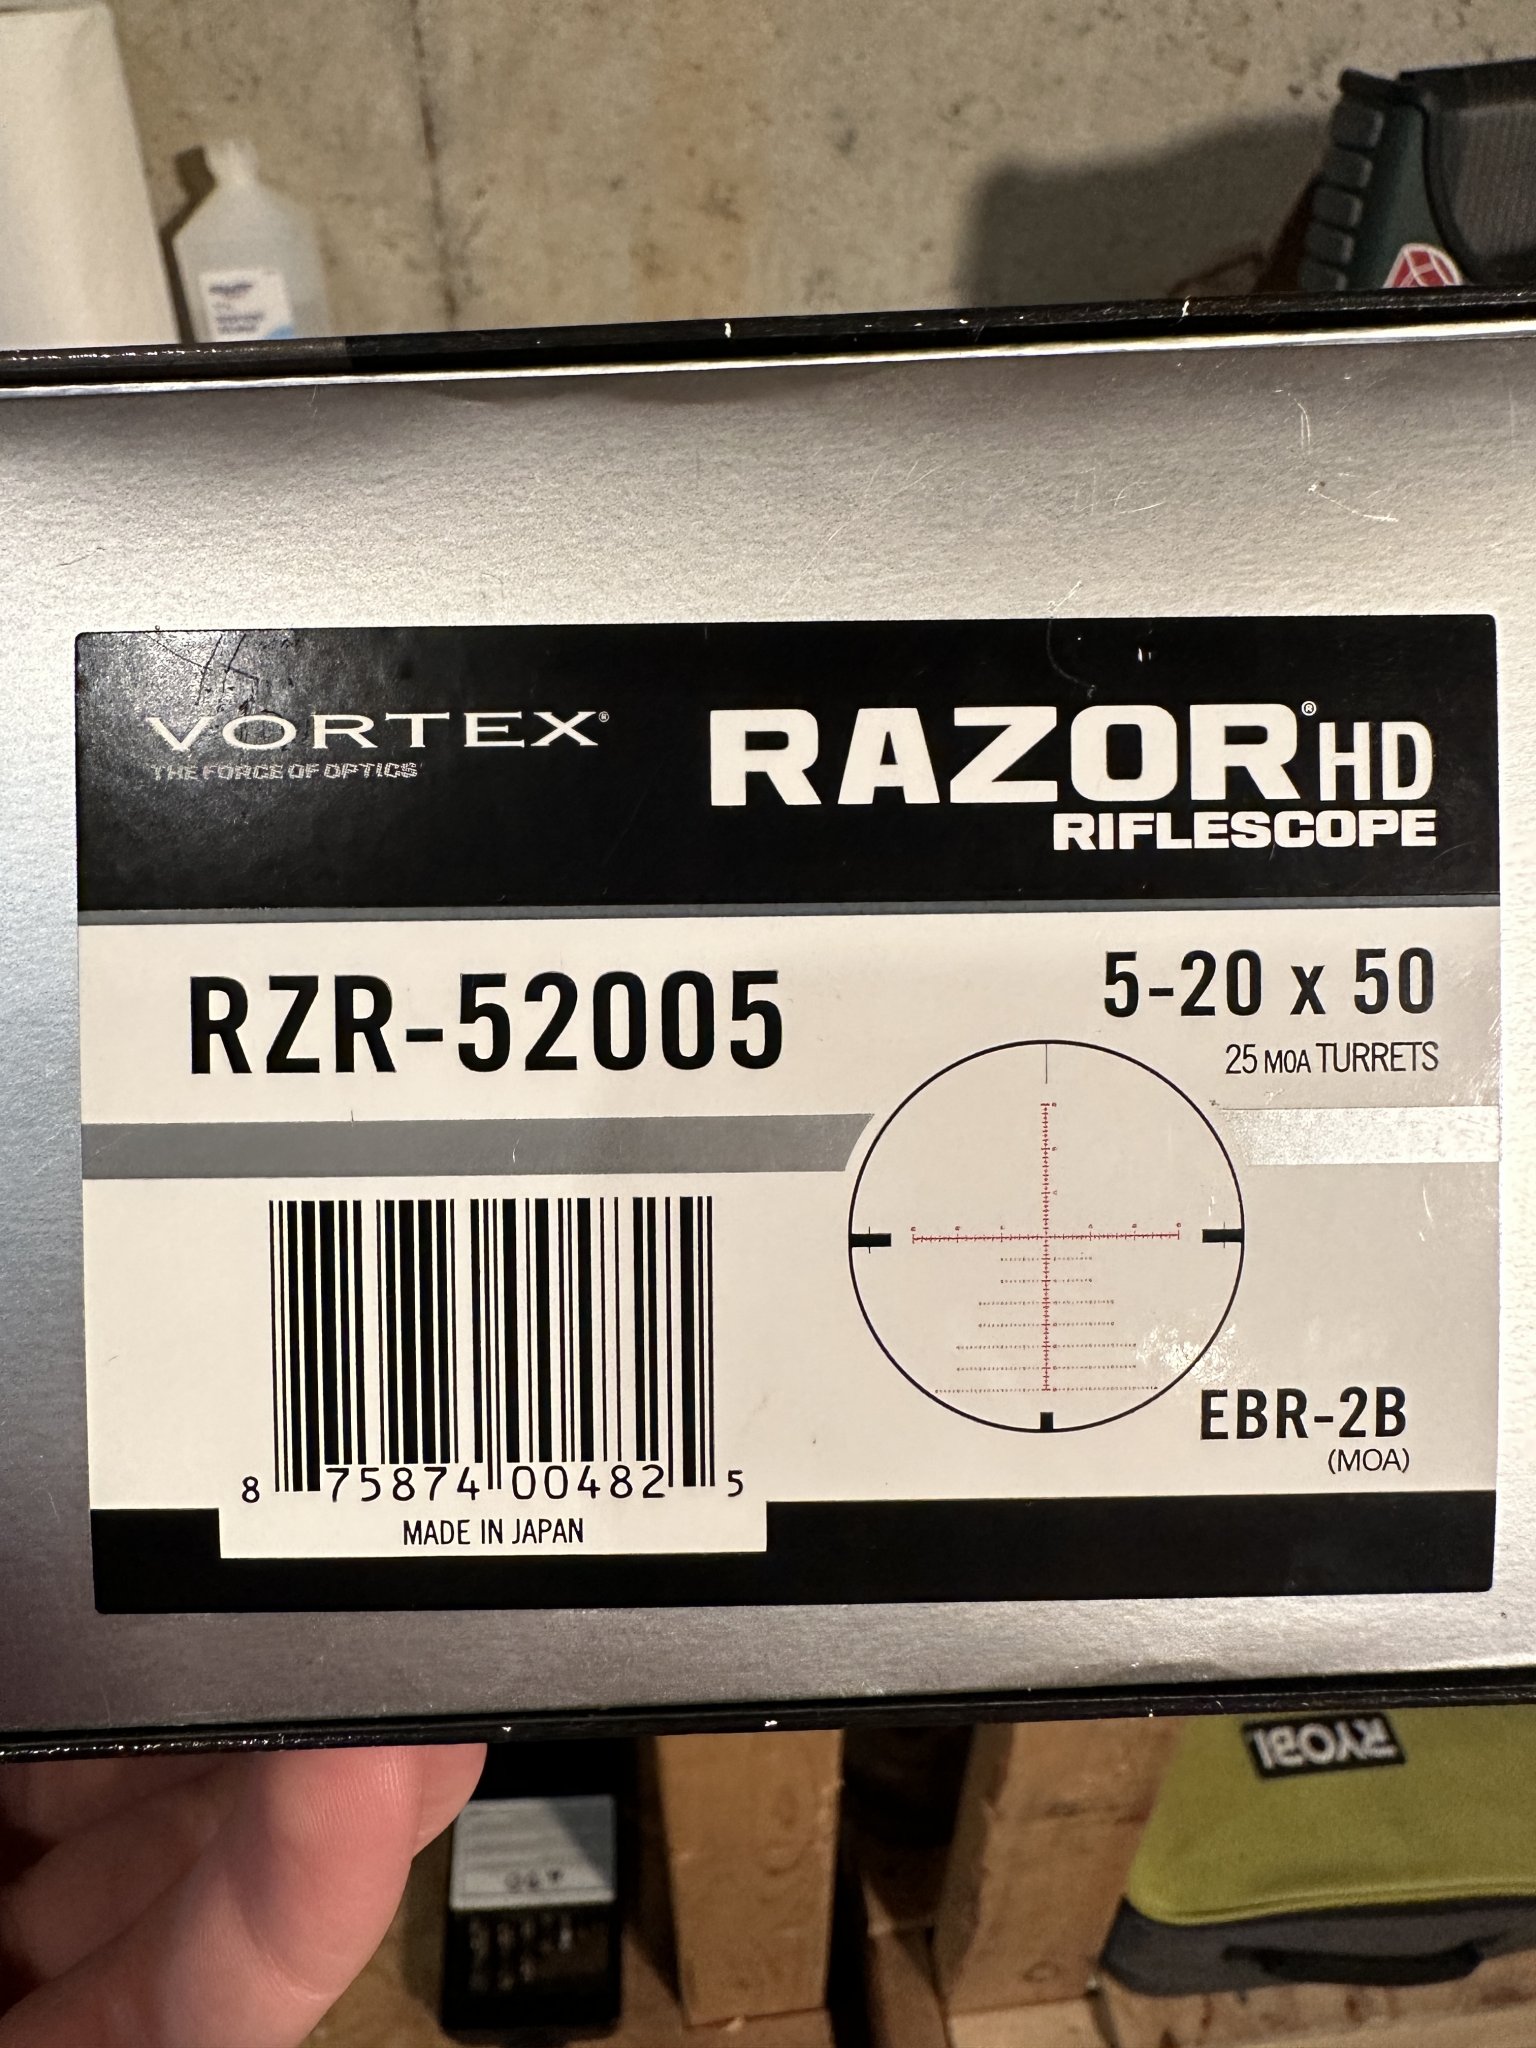 VORTEX®
THE FORCE OF OPTICS
RAZOR® HD
RIFLESCOPE
RZR-52005
5-20 x 50
25 MOA TURRETS
EBR-2B
(MOA)
8 75874 00482 5
MADE IN JAPAN
RYOBI